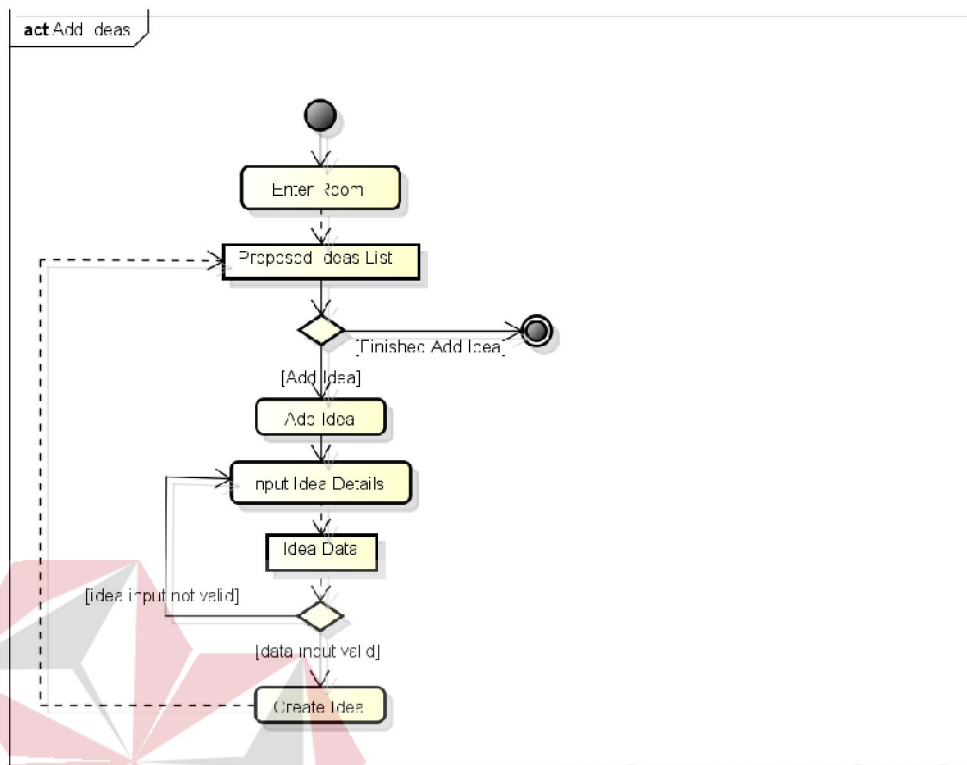 act Add Ideas
Enter Room
Proposed Ideas List
[Finished Add Idea]
[Add Idea]
Add Idea
Input Idea Details
Idea Data
[idea input not valid]
[data input valid]
Create Idea